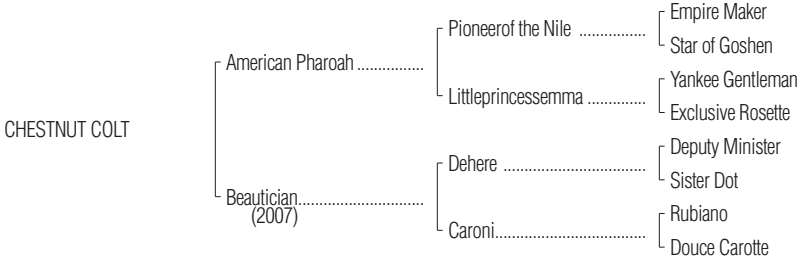 Empire Maker
Pioneerof the Nile ................
Star of Goshen
American Pharoah ................
Yankee Gentleman
Littleprincessemma ..............
Exclusive Rosette
CHESTNUT COLT
Deputy Minister
Dehere ..................................
Sister Dot
Beautician..............................
(2007)
Rubiano
Caroni....................................
Douce Carotte